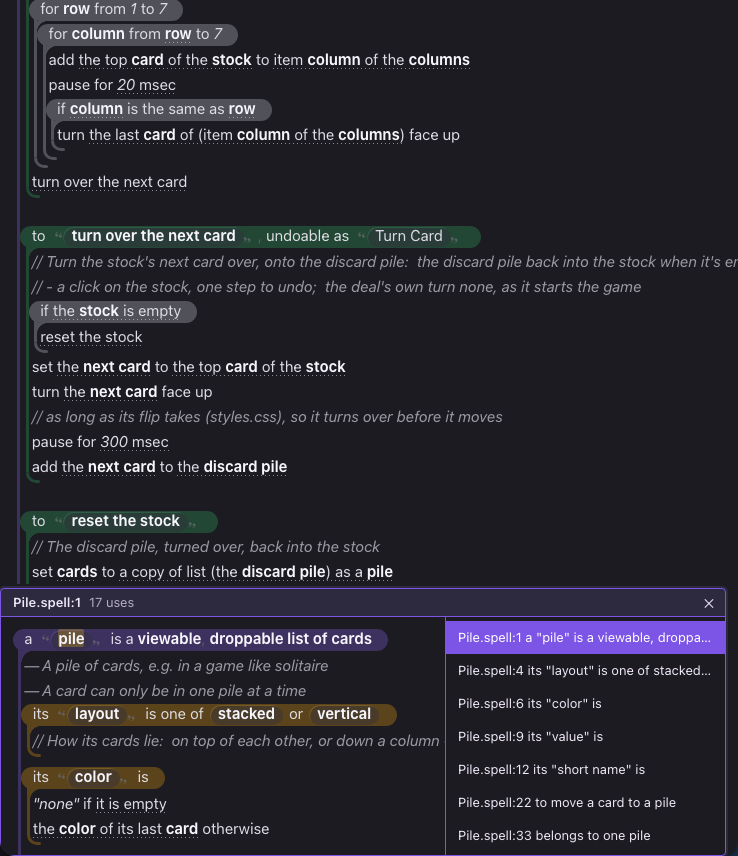 for row from 1 to 7
for column from row to 7
add the top card of the stock to item column of the columns
pause for 20 msec
if column is the same as row
turn the last card of (item column of the columns) face up
turn over the next card
to “ turn over the next card „ , undoable as “ Turn Card „
// Turn the stock's next card over, onto the discard pile: the discard pile back into the stock when it's
// - a click on the stock, one step to undo; the deal's own turn none, as it starts the game
if the stock is empty
reset the stock
set the next card to the top card of the stock
turn the next card face up
// as long as its flip takes (styles.css), so it turns over before it moves
pause for 300 msec
add the next card to the discard pile
to “ reset the stock „
// The discard pile, turned over, back into the stock
set cards to a copy of list (the discard pile) as a pile
Pile.spell:1 17 uses ×
a “ pile „ is a viewable, droppable list of cards
— A pile of cards, e.g. in a game like solitaire
— A card can only be in one pile at a time
its “ layout „ is one of stacked or vertical
// How its cards lie: on top of each other, or down a column
its “ color „ is
"none" if it is empty
the color of its last card otherwise
Pile.spell:1 a "pile" is a viewable, droppa...
Pile.spell:4 its "layout" is one of stacked...
Pile.spell:6 its "color" is
Pile.spell:9 its "value" is
Pile.spell:12 its "short name" is
Pile.spell:22 to move a card to a pile
Pile.spell:33 belongs to one pile